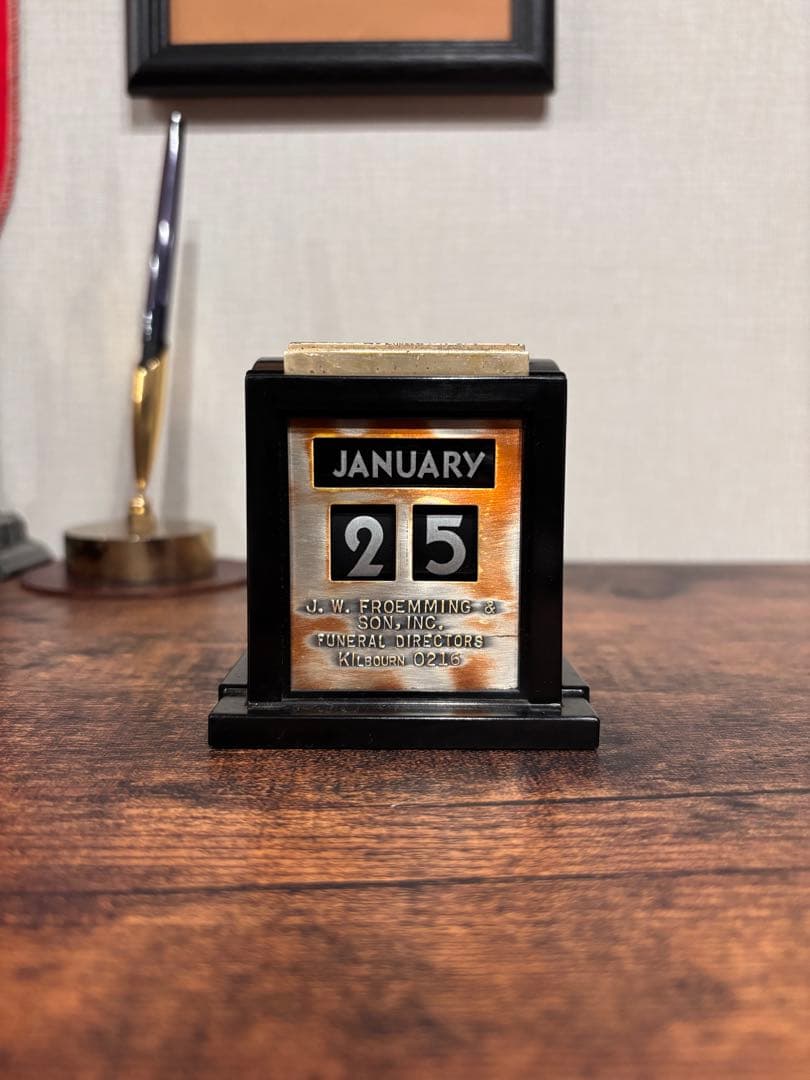 JANUARY
25
J. W. FROEMMING &
SON, INC.
FUNERAL DIRECTORS
KILBOURN 0216